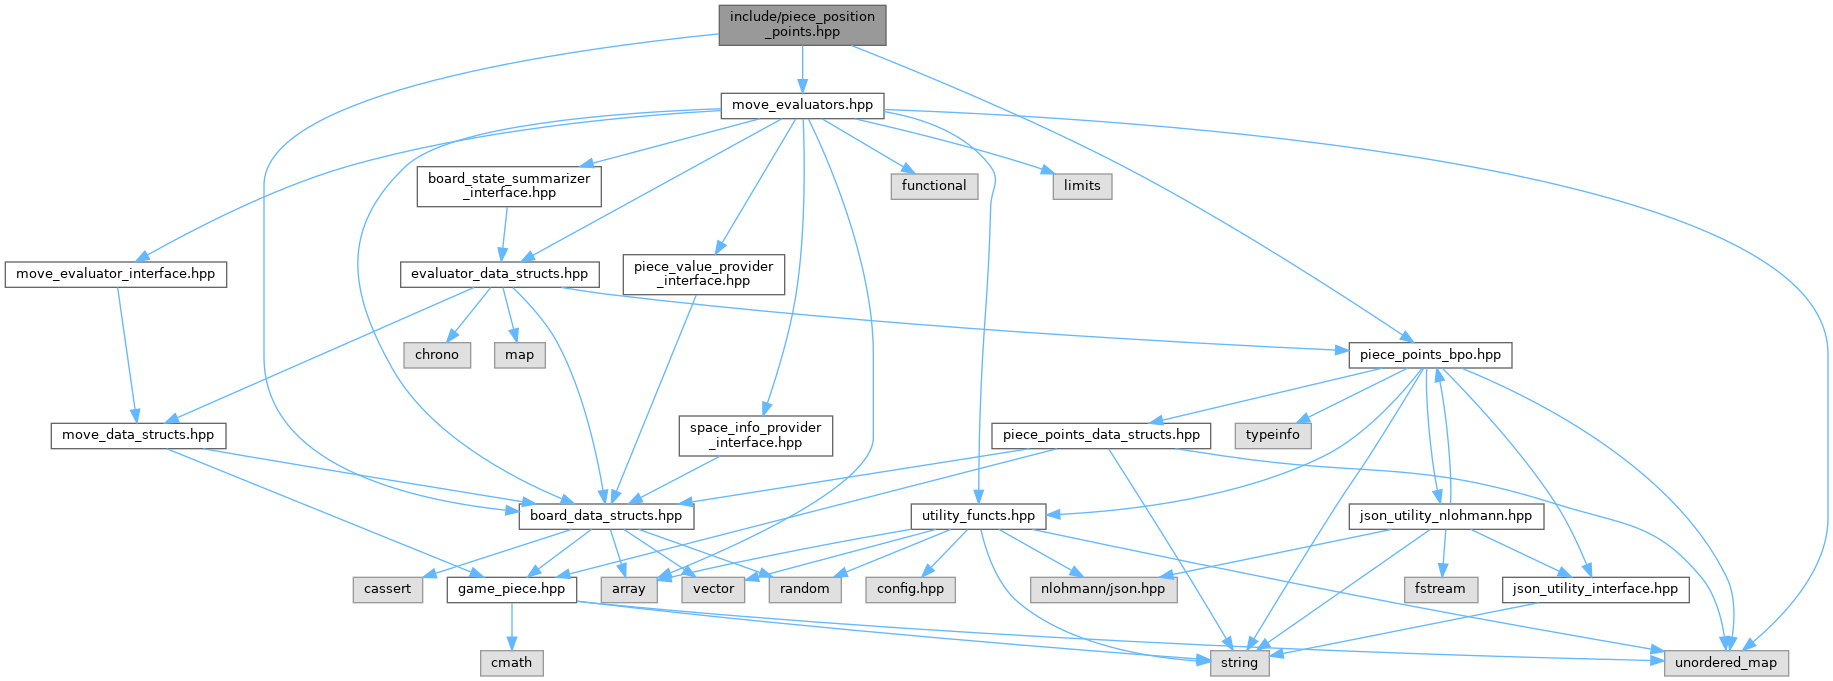 include/piece_position
_points.hpp
move_evaluators.hpp
board_state_summarizer
_interface.hpp
functional
limits
move_evaluator_interface.hpp
evaluator_data_structs.hpp
piece_value_provider
_interface.hpp
chrono
map
piece_points_bpo.hpp
move_data_structs.hpp
space_info_provider
_interface.hpp
piece_points_data_structs.hpp
typeinfo
board_data_structs.hpp
utility_functs.hpp
json_utility_nlohmann.hpp
cassert
game_piece.hpp
array
vector
random
config.hpp
nlohmann/json.hpp
fstream
json_utility_interface.hpp
cmath
string
unordered_map